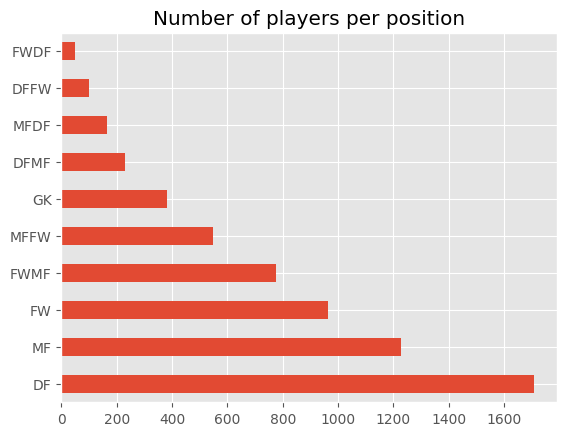 Number of players per position
FWDF
DFFW
MFDF
DFMF
GK
MFFW
FWMF
FW
MF
DF
0 200 400 600 800 1000 1200 1400 1600